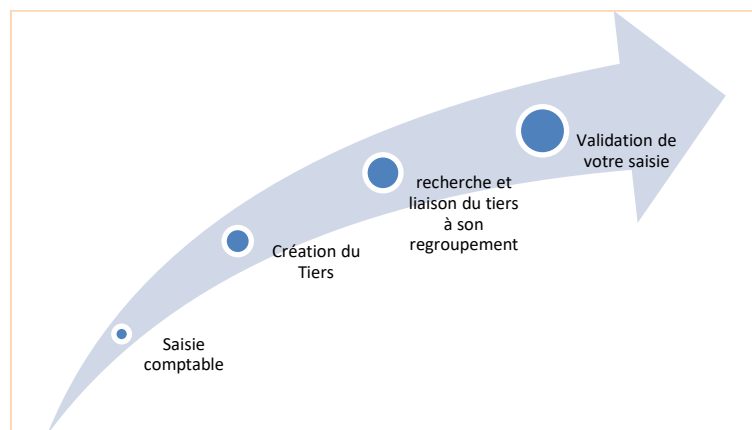 Saisie
comptable
Création du
Tiers
recherche et
liaison du tiers
à son
regroupement
Validation de
votre saisie